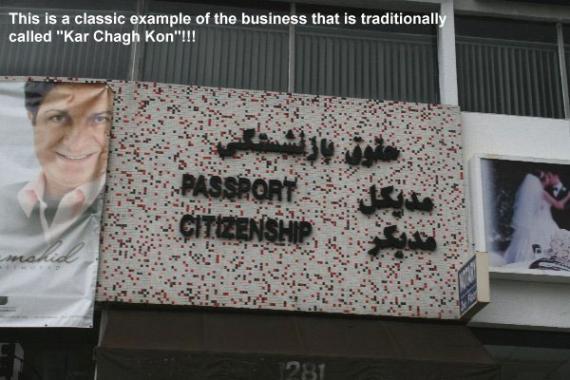 This is a classic example of the business that is traditionally
called "Kar Chagh Kon"!!!
حقوق بازنشستگی
PASSPORT
مدیکل
CITIZENSHIP
مدیکر
1281